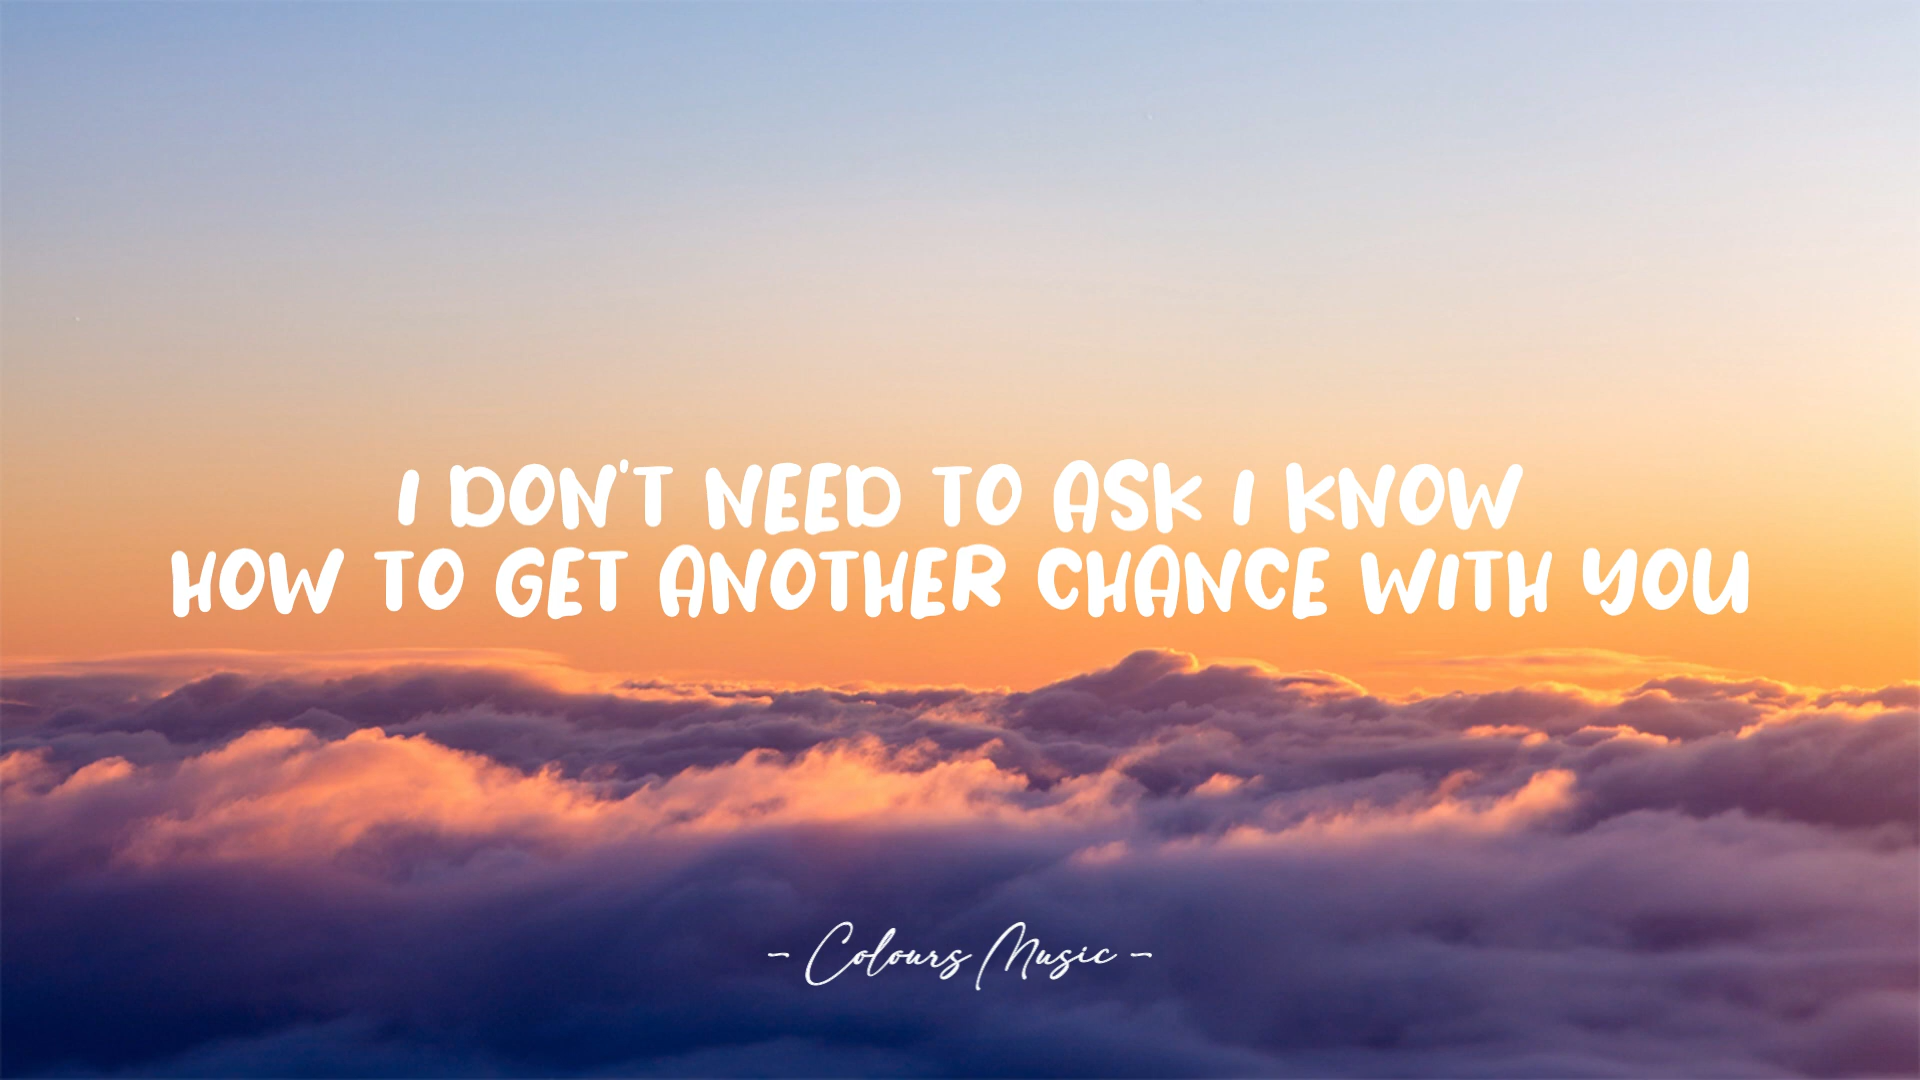 I DON'T NEED TO ASK I KNOW
HOW TO GET ANOTHER CHANCE WITH YOU
- Colours Music -